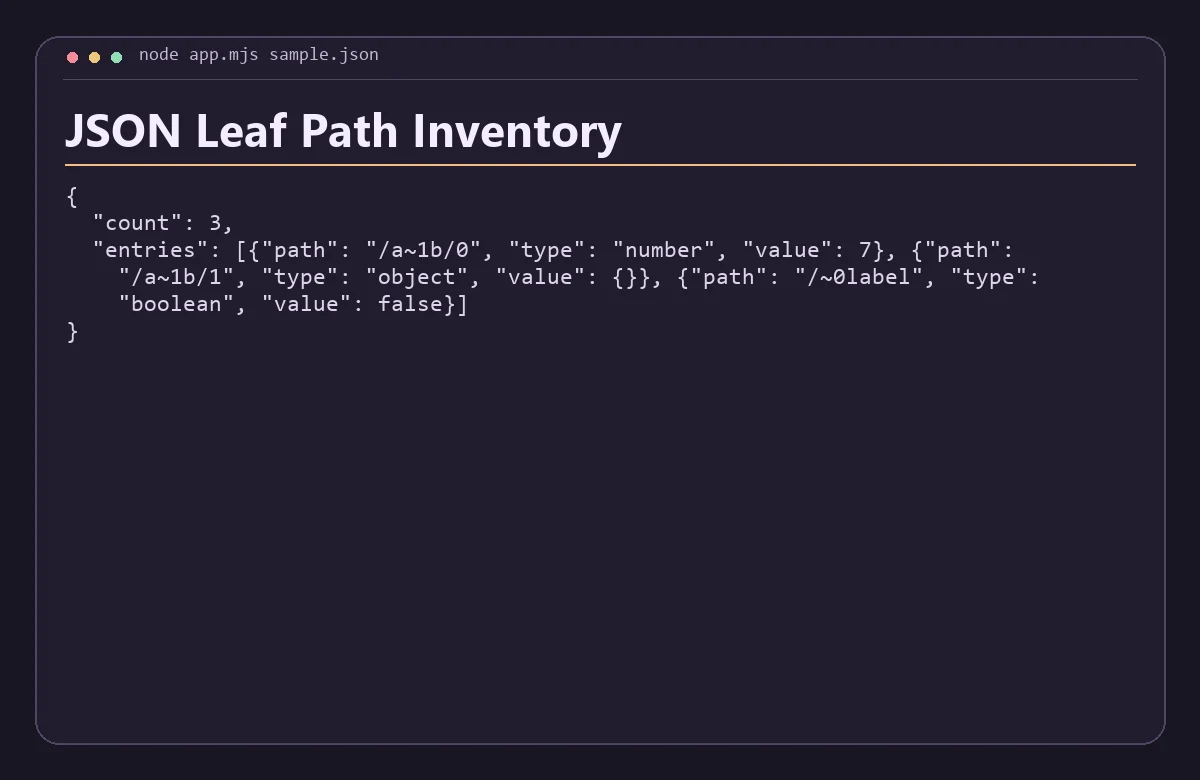 node app.mjs sample.json
JSON Leaf Path Inventory
{
  "count": 3,
  "entries": [{"path": "/a~1b/0", "type": "number", "value": 7}, {"path":
    "/a~1b/1", "type": "object", "value": {}}, {"path": "/~0label", "type":
    "boolean", "value": false}]
}